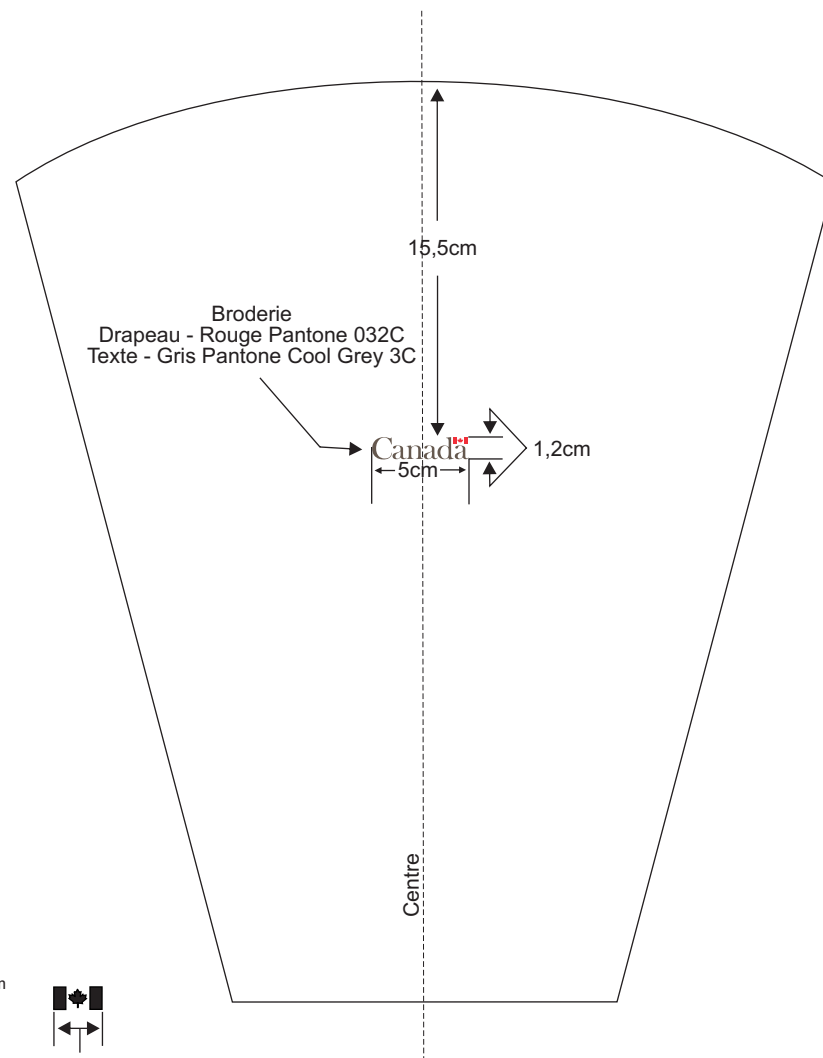 15,5cm
Broderie
Drapeau - Rouge Pantone 032C
Texte - Gris Pantone Cool Grey 3C
Canada
1,2cm
5cm
Centre